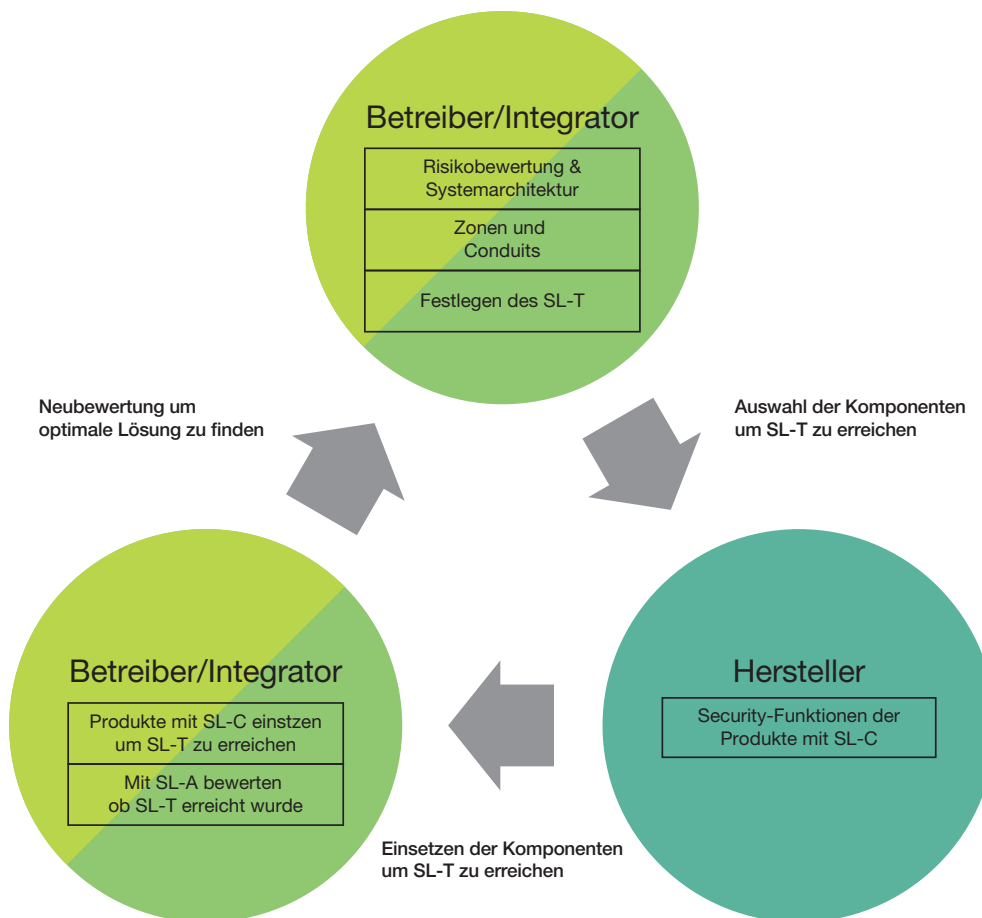 Betreiber/Integrator
Risikobewertung &
Systemarchitektur
Zonen und
Conduits
Festlegen des SL-T
Neubewertung um
optimale Lösung zu finden
Auswahl der Komponenten
um SL-T zu erreichen
Betreiber/Integrator
Produkte mit SL-C einstzen
um SL-T zu erreichen
Mit SL-A bewerten
ob SL-T erreicht wurde
Hersteller
Security-Funktionen der
Produkte mit SL-C
Einsetzen der Komponenten
um SL-T zu erreichen